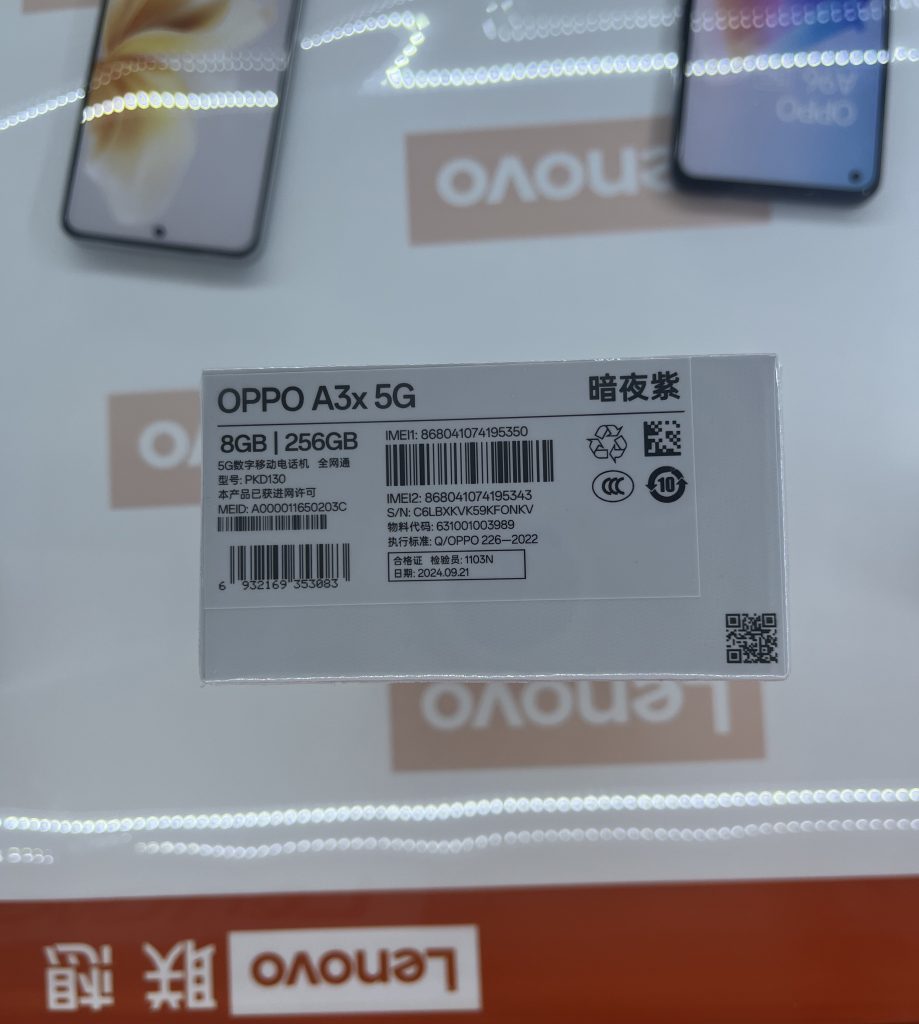 OPPO
A96
Lenovo
OPPO A3x 5G
暗夜紫
8GB | 256GB
5G数字移动电话机 全网通
型号: PKD130
本产品已获进网许可
MEID: A000011650203C
6 932169 353083
IMEI1: 868041074195350
IMEI2: 868041074195343
S/N: C6LBXKVK59KFONKV
物料代码: 631001003989
执行标准: Q/OPPO 226—2022
合格证 检验员: 1103N
日期: 2024.09.21
CCC
10
Lenovo
Lenovo 联想